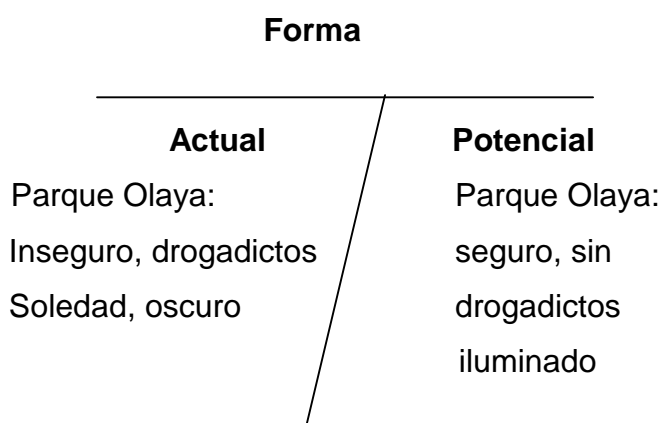 Forma
Actual
Parque Olaya:
Inseguro, drogadictos
Soledad, oscuro
Potencial
Parque Olaya:
seguro, sin
drogadictos
iluminado